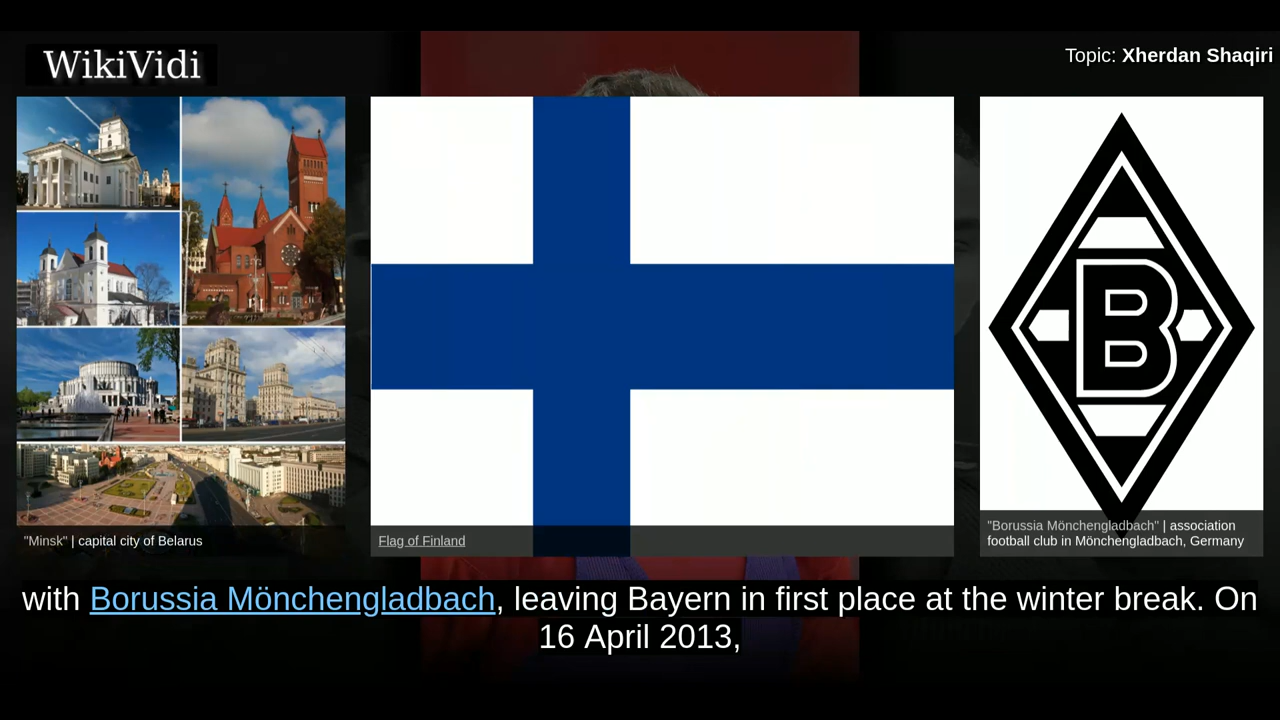 WikiVidi
Topic: Xherdan Shaqiri
"Minsk" | capital city of Belarus
Flag of Finland
B
"Borussia Mönchengladbach" | association
football club in Mönchengladbach, Germany
with Borussia Mönchengladbach, leaving Bayern in first place at the winter break. On
16 April 2013,